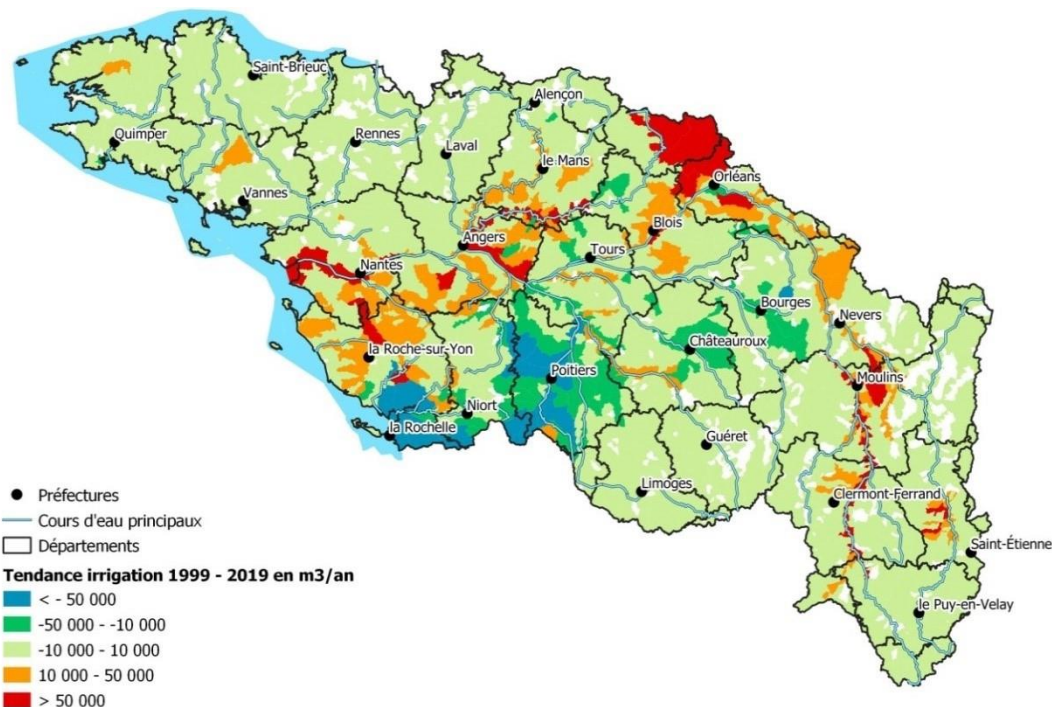 Saint-Brieuc
Alençon
Quimper
Rennes
Laval
le Mans
Orléans
Vannes
Blois
Angers
Tours
Nantes
Bourges
Nevers
Châteauroux
la Roche-sur-Yon
Poitiers
Moulins
Niort
la Rochelle
Guéret
Limoges
Clermont-Ferrand
Saint-Étienne
le Puy-en-Velay
Préfectures
Cours d'eau principaux
Départements
Tendance irrigation 1999 - 2019 en m3/an
< - 50 000
-50 000 - -10 000
-10 000 - 10 000
10 000 - 50 000
> 50 000